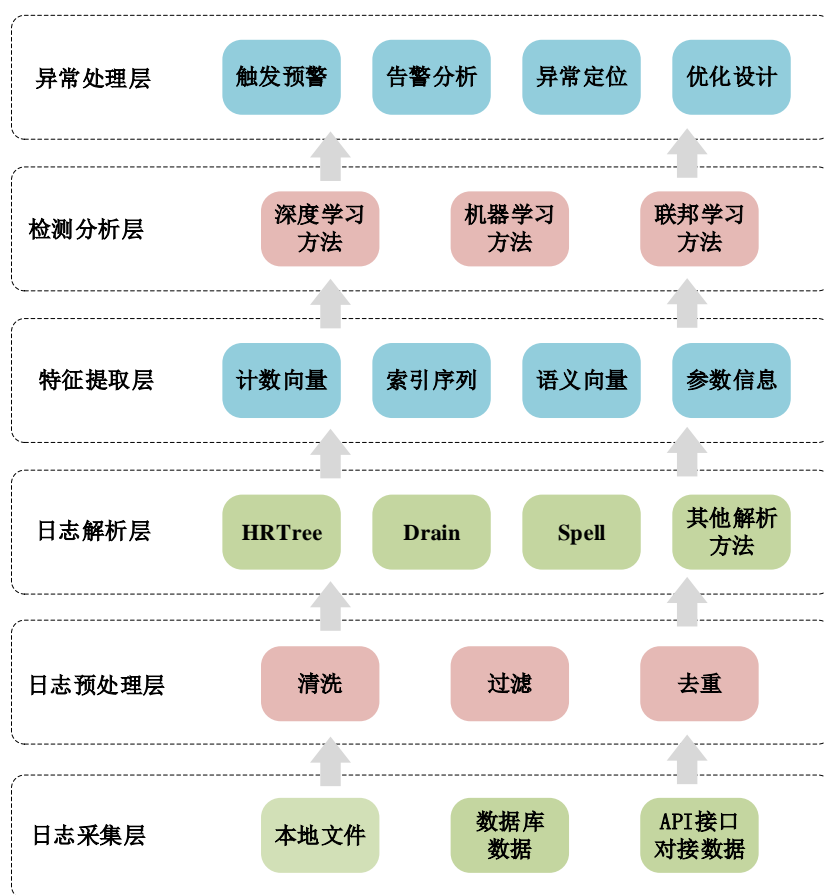 异常处理层
触发预警
告警分析
异常定位
优化设计
检测分析层
深度学习
方法
机器学习
方法
联邦学习
方法
特征提取层
计数向量
索引序列
语义向量
参数信息
日志解析层
HRTree
Drain
Spell
其他解析
方法
日志预处理层
清洗
过滤
去重
日志采集层
本地文件
数据库
数据
API接口
对接数据